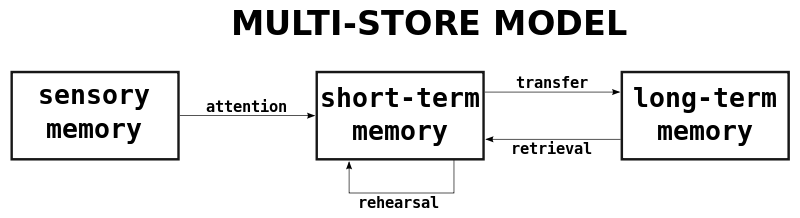 MULTI-STORE MODEL
sensory
memory
attention
short-term
memory
transfer
retrieval
long-term
memory
rehearsal